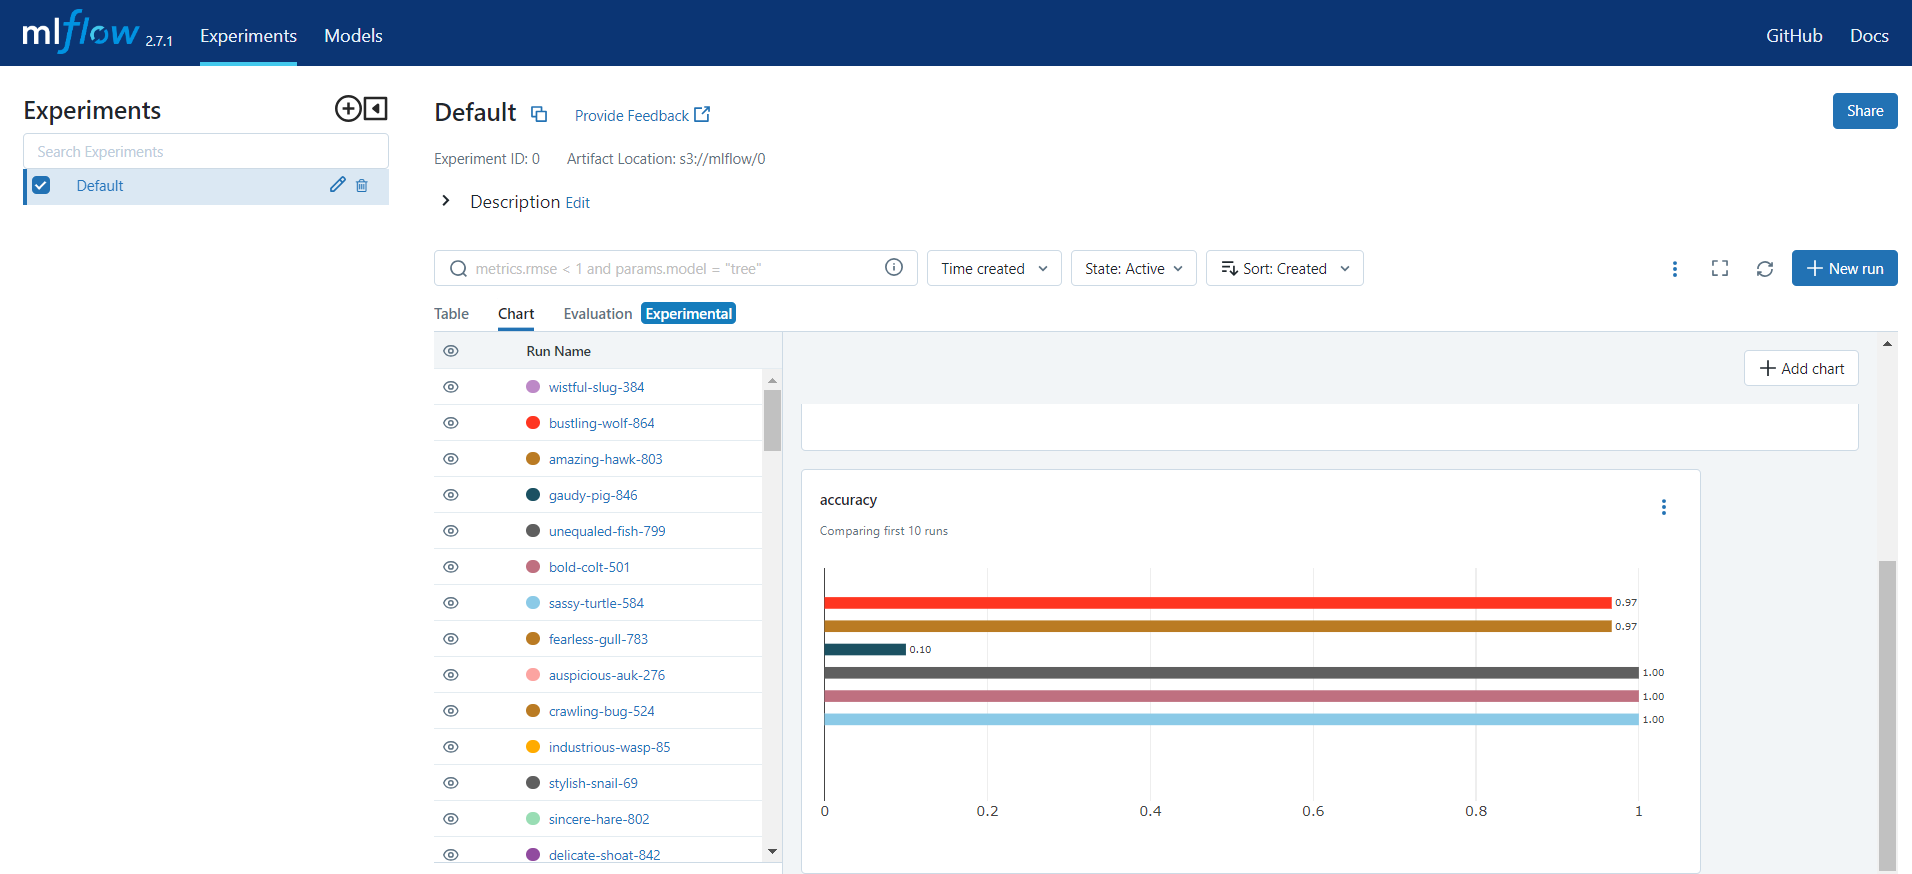 mlflow 2.7.1 Experiments Models GitHub Docs
Experiments
Search Experiments
Default
Default Provide Feedback Share
Experiment ID: 0 Artifact Location: s3://mlflow/0
Description Edit
metrics.rmse < 1 and params.model = "tree" Time created State: Active Sort: Created New run
Table Chart Evaluation Experimental
Run Name
wistful-slug-384
bustling-wolf-864
amazing-hawk-803
gaudy-pig-846
unequaled-fish-799
bold-colt-501
sassy-turtle-584
fearless-gull-783
auspicious-auk-276
crawling-bug-524
industrious-wasp-85
stylish-snail-69
sincere-hare-802
delicate-shoat-842
Add chart
accuracy
Comparing first 10 runs
0.97
0.97
0.10
1.00
1.00
1.00
0 0.2 0.4 0.6 0.8 1